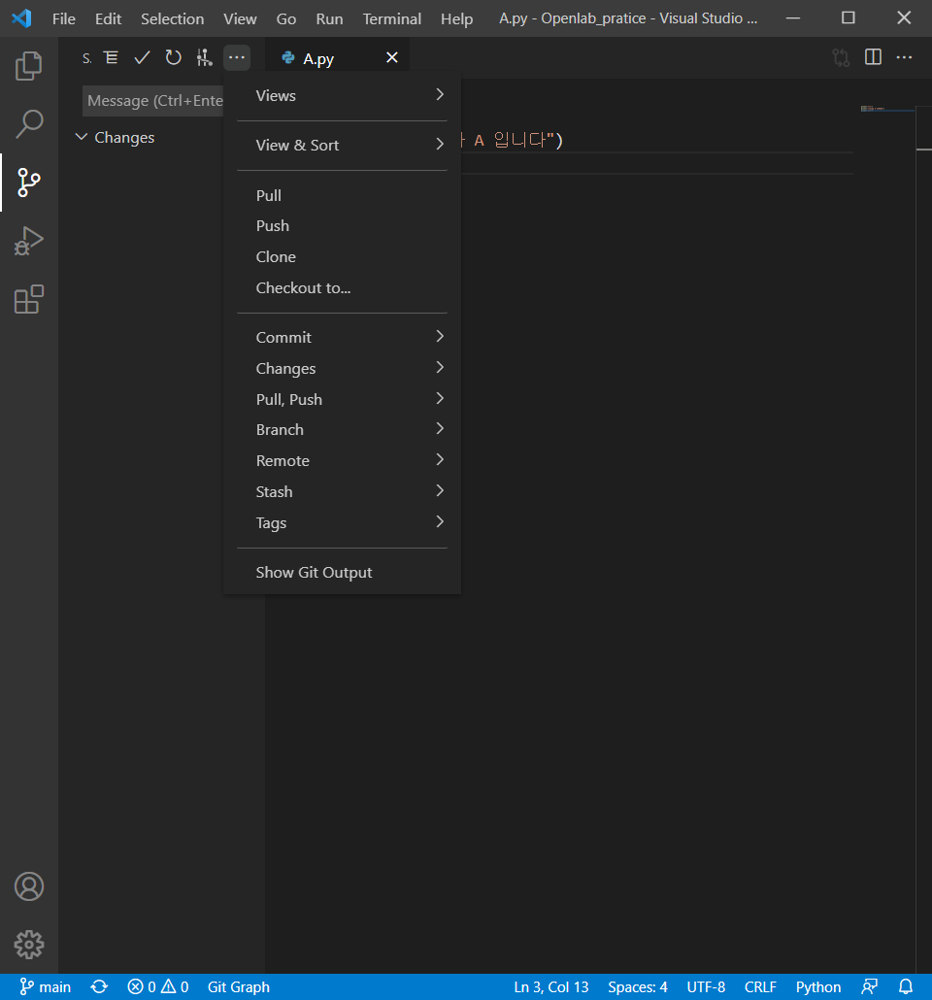 File Edit Selection View Go Run Terminal Help A.py - Openlab_pratice - Visual Studio ...
S.
A.py
Message (Ctrl+Ente
Changes
A 입니다")
Views
View & Sort
Pull
Push
Clone
Checkout to...
Commit
Changes
Pull, Push
Branch
Remote
Stash
Tags
Show Git Output
main 0 0 Git Graph Ln 3, Col 13 Spaces: 4 UTF-8 CRLF Python